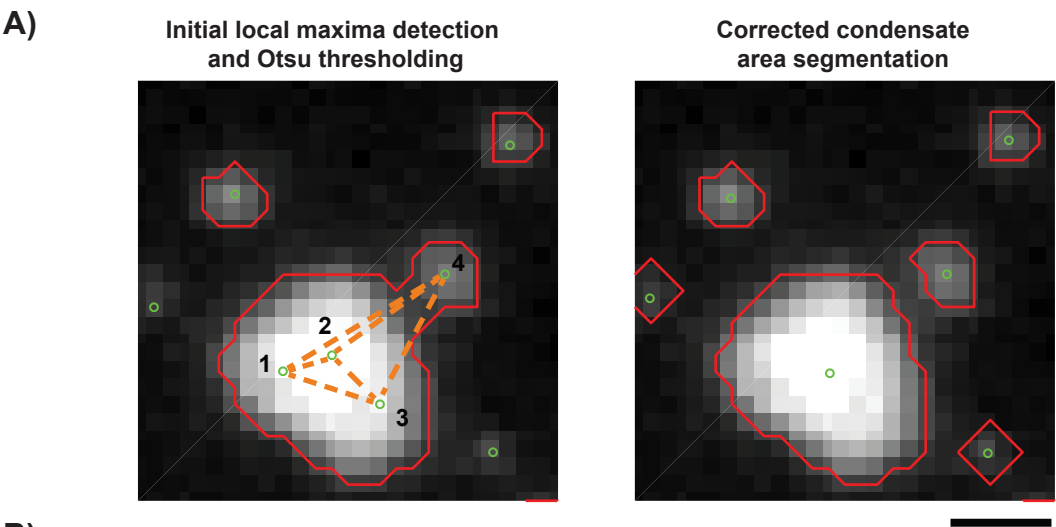 A)
Initial local maxima detection
and Otsu thresholding
Corrected condensate
area segmentation
4
2
1
3